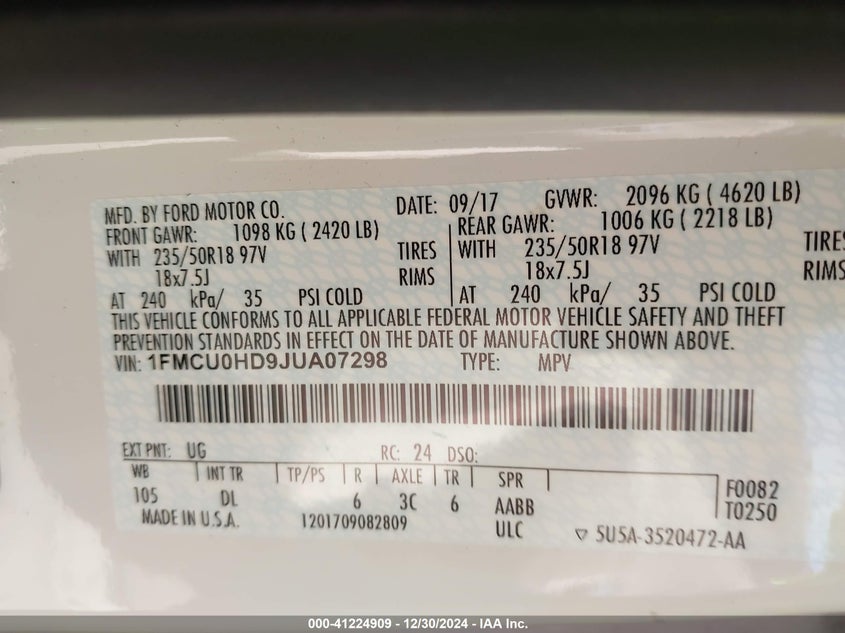 MFD. BY FORD MOTOR CO. DATE: 09/17 GVWR: 2096 KG ( 4620 LB)
FRONT GAWR: 1098 KG ( 2420 LB) REAR GAWR: 1006 KG ( 2218 LB)
WITH 235/50R18 97V TIRES WITH 235/50R18 97V TIRES
18x7.5J RIMS 18x7.5J RIMS
AT 240 kPa/ 35 PSI COLD AT 240 kPa/ 35 PSI COLD
THIS VEHICLE CONFORMS TO ALL APPLICABLE FEDERAL MOTOR VEHICLE SAFETY AND THEFT
PREVENTION STANDARDS IN EFFECT ON THE DATE OF MANUFACTURE SHOWN ABOVE.
VIN: 1FMCU0HD9JUA07298 TYPE: MPV
EXT PNT: UG RC: 24 DSO:
WB INT TR TP/PS R AXLE TR SPR
105 DL 6 3C 6 AABB F0082
T0250
MADE IN U.S.A. 1201709082809 ULC ▽ 5U5A-3520472-AA
000-41224909 - 12/30/2024 - IAA Inc.